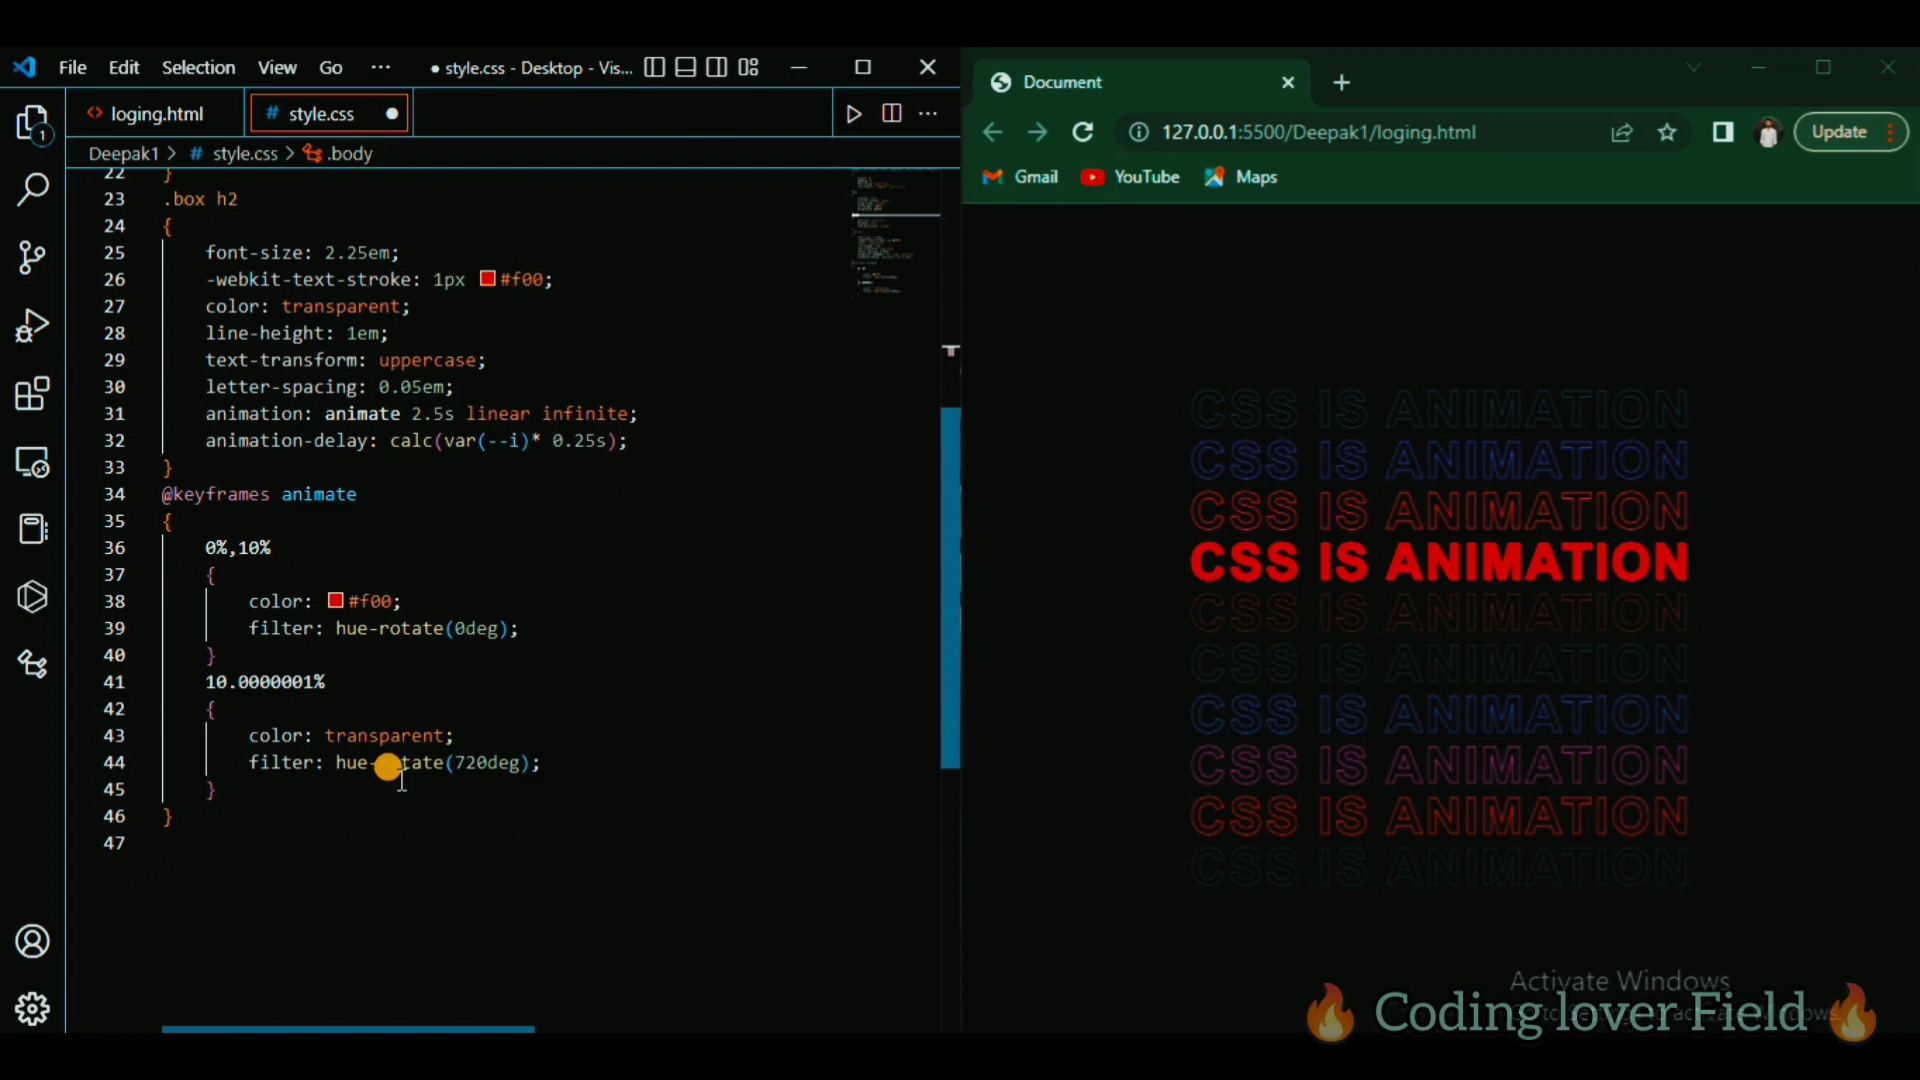 File Edit Selection View Go ··· ● style.css - Desktop - Vis...
<> loging.html # style.css ●
Deepak1 > # style.css > .body
22 }
23 .box h2
24 {
25 font-size: 2.25em;
26 -webkit-text-stroke: 1px #f00;
27 color: transparent;
28 line-height: 1em;
29 text-transform: uppercase;
30 letter-spacing: 0.05em;
31 animation: animate 2.5s linear infinite;
32 animation-delay: calc(var(--i)* 0.25s);
33 }
34 @keyframes animate
35 {
36 0%,10%
37 {
38 color: #f00;
39 filter: hue-rotate(0deg);
40 }
41 10.0000001%
42 {
43 color: transparent;
44 filter: hue-rotate(720deg);
45 }
46 }
47
1
Document
127.0.0.1:5500/Deepak1/loging.html Update
Gmail YouTube Maps
CSS IS ANIMATION
CSS IS ANIMATION
CSS IS ANIMATION
CSS IS ANIMATION
CSS IS ANIMATION
CSS IS ANIMATION
CSS IS ANIMATION
CSS IS ANIMATION
CSS IS ANIMATION
CSS IS ANIMATION
Activate Windows
🔥 Coding lover Field 🔥